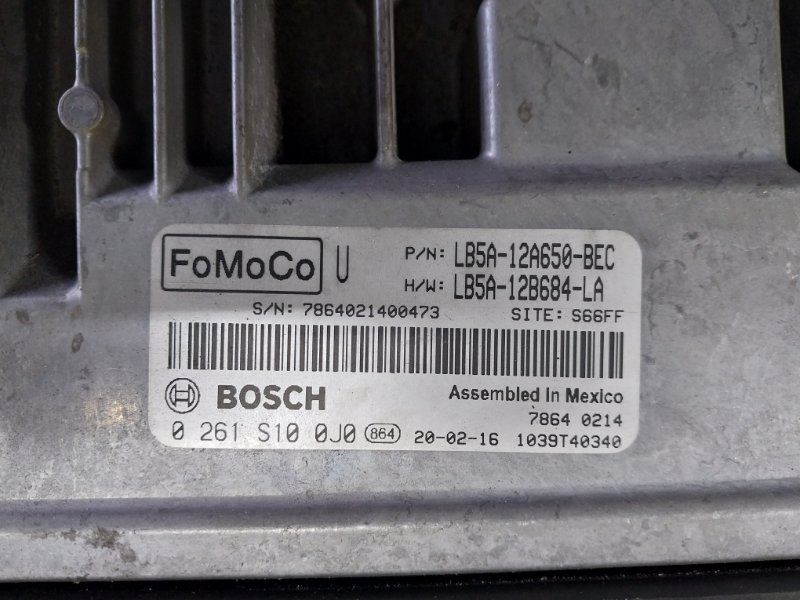 FoMoCo U P/N: LB5A-12A650-BEC
H/W: LB5A-12B684-LA
S/N: 7864021400473 SITE: S66FF
BOSCH Assembled in Mexico
7864 0214
0 261 S10 0J0 864 20-02-16 1039T40340